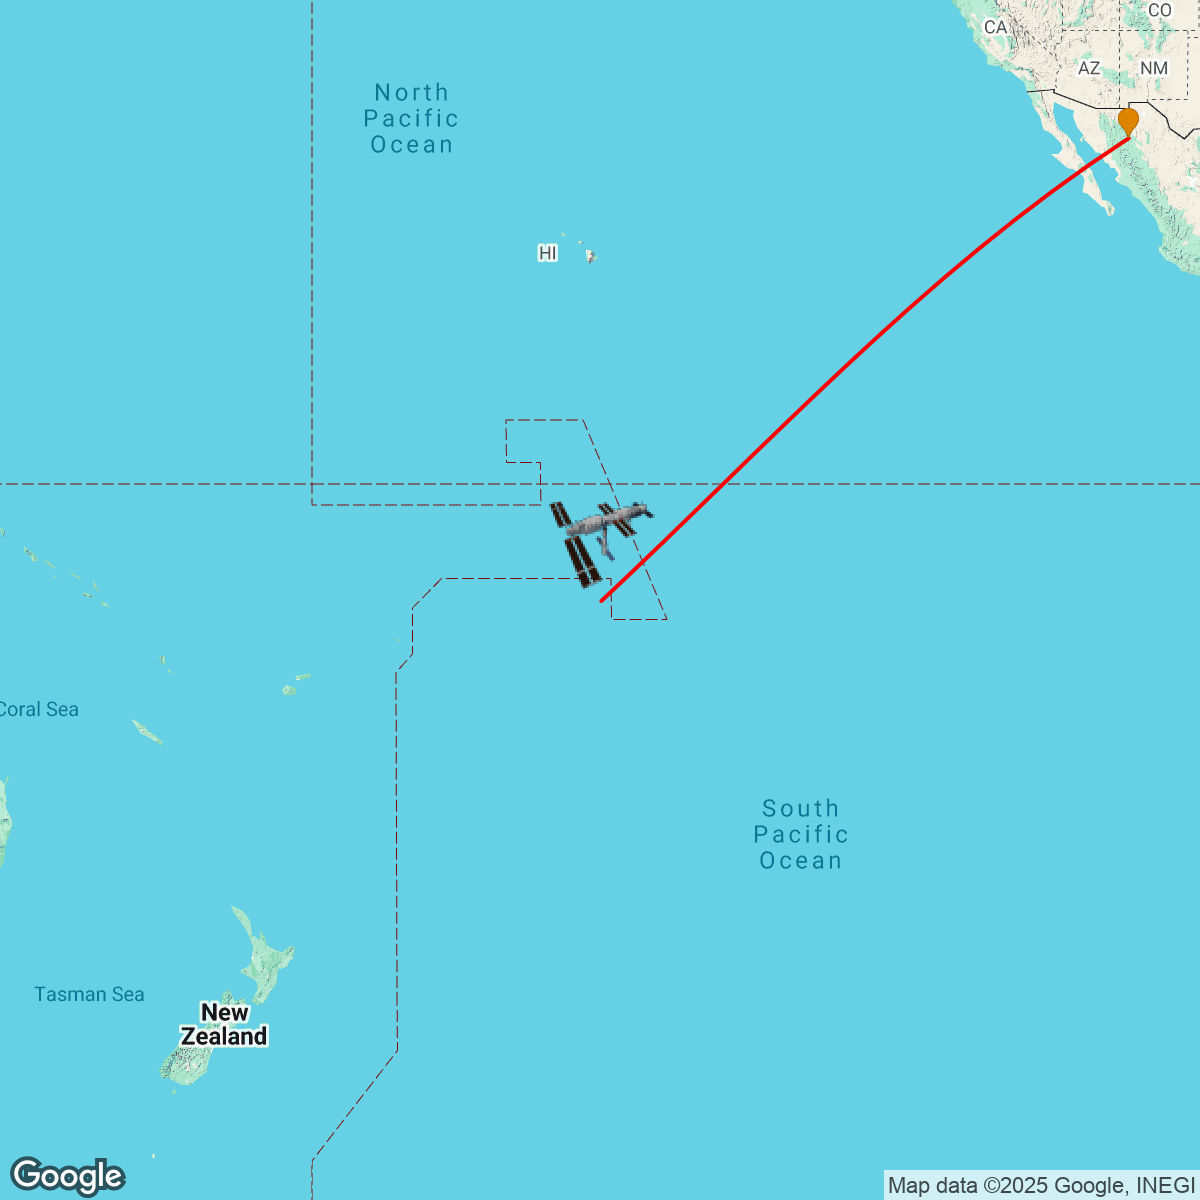 CO
CA
AZ
NM
North
Pacific
Ocean
HI
Coral Sea
South
Pacific
Ocean
Tasman Sea
New
Zealand
Google
Map data ©2025 Google, INEGI